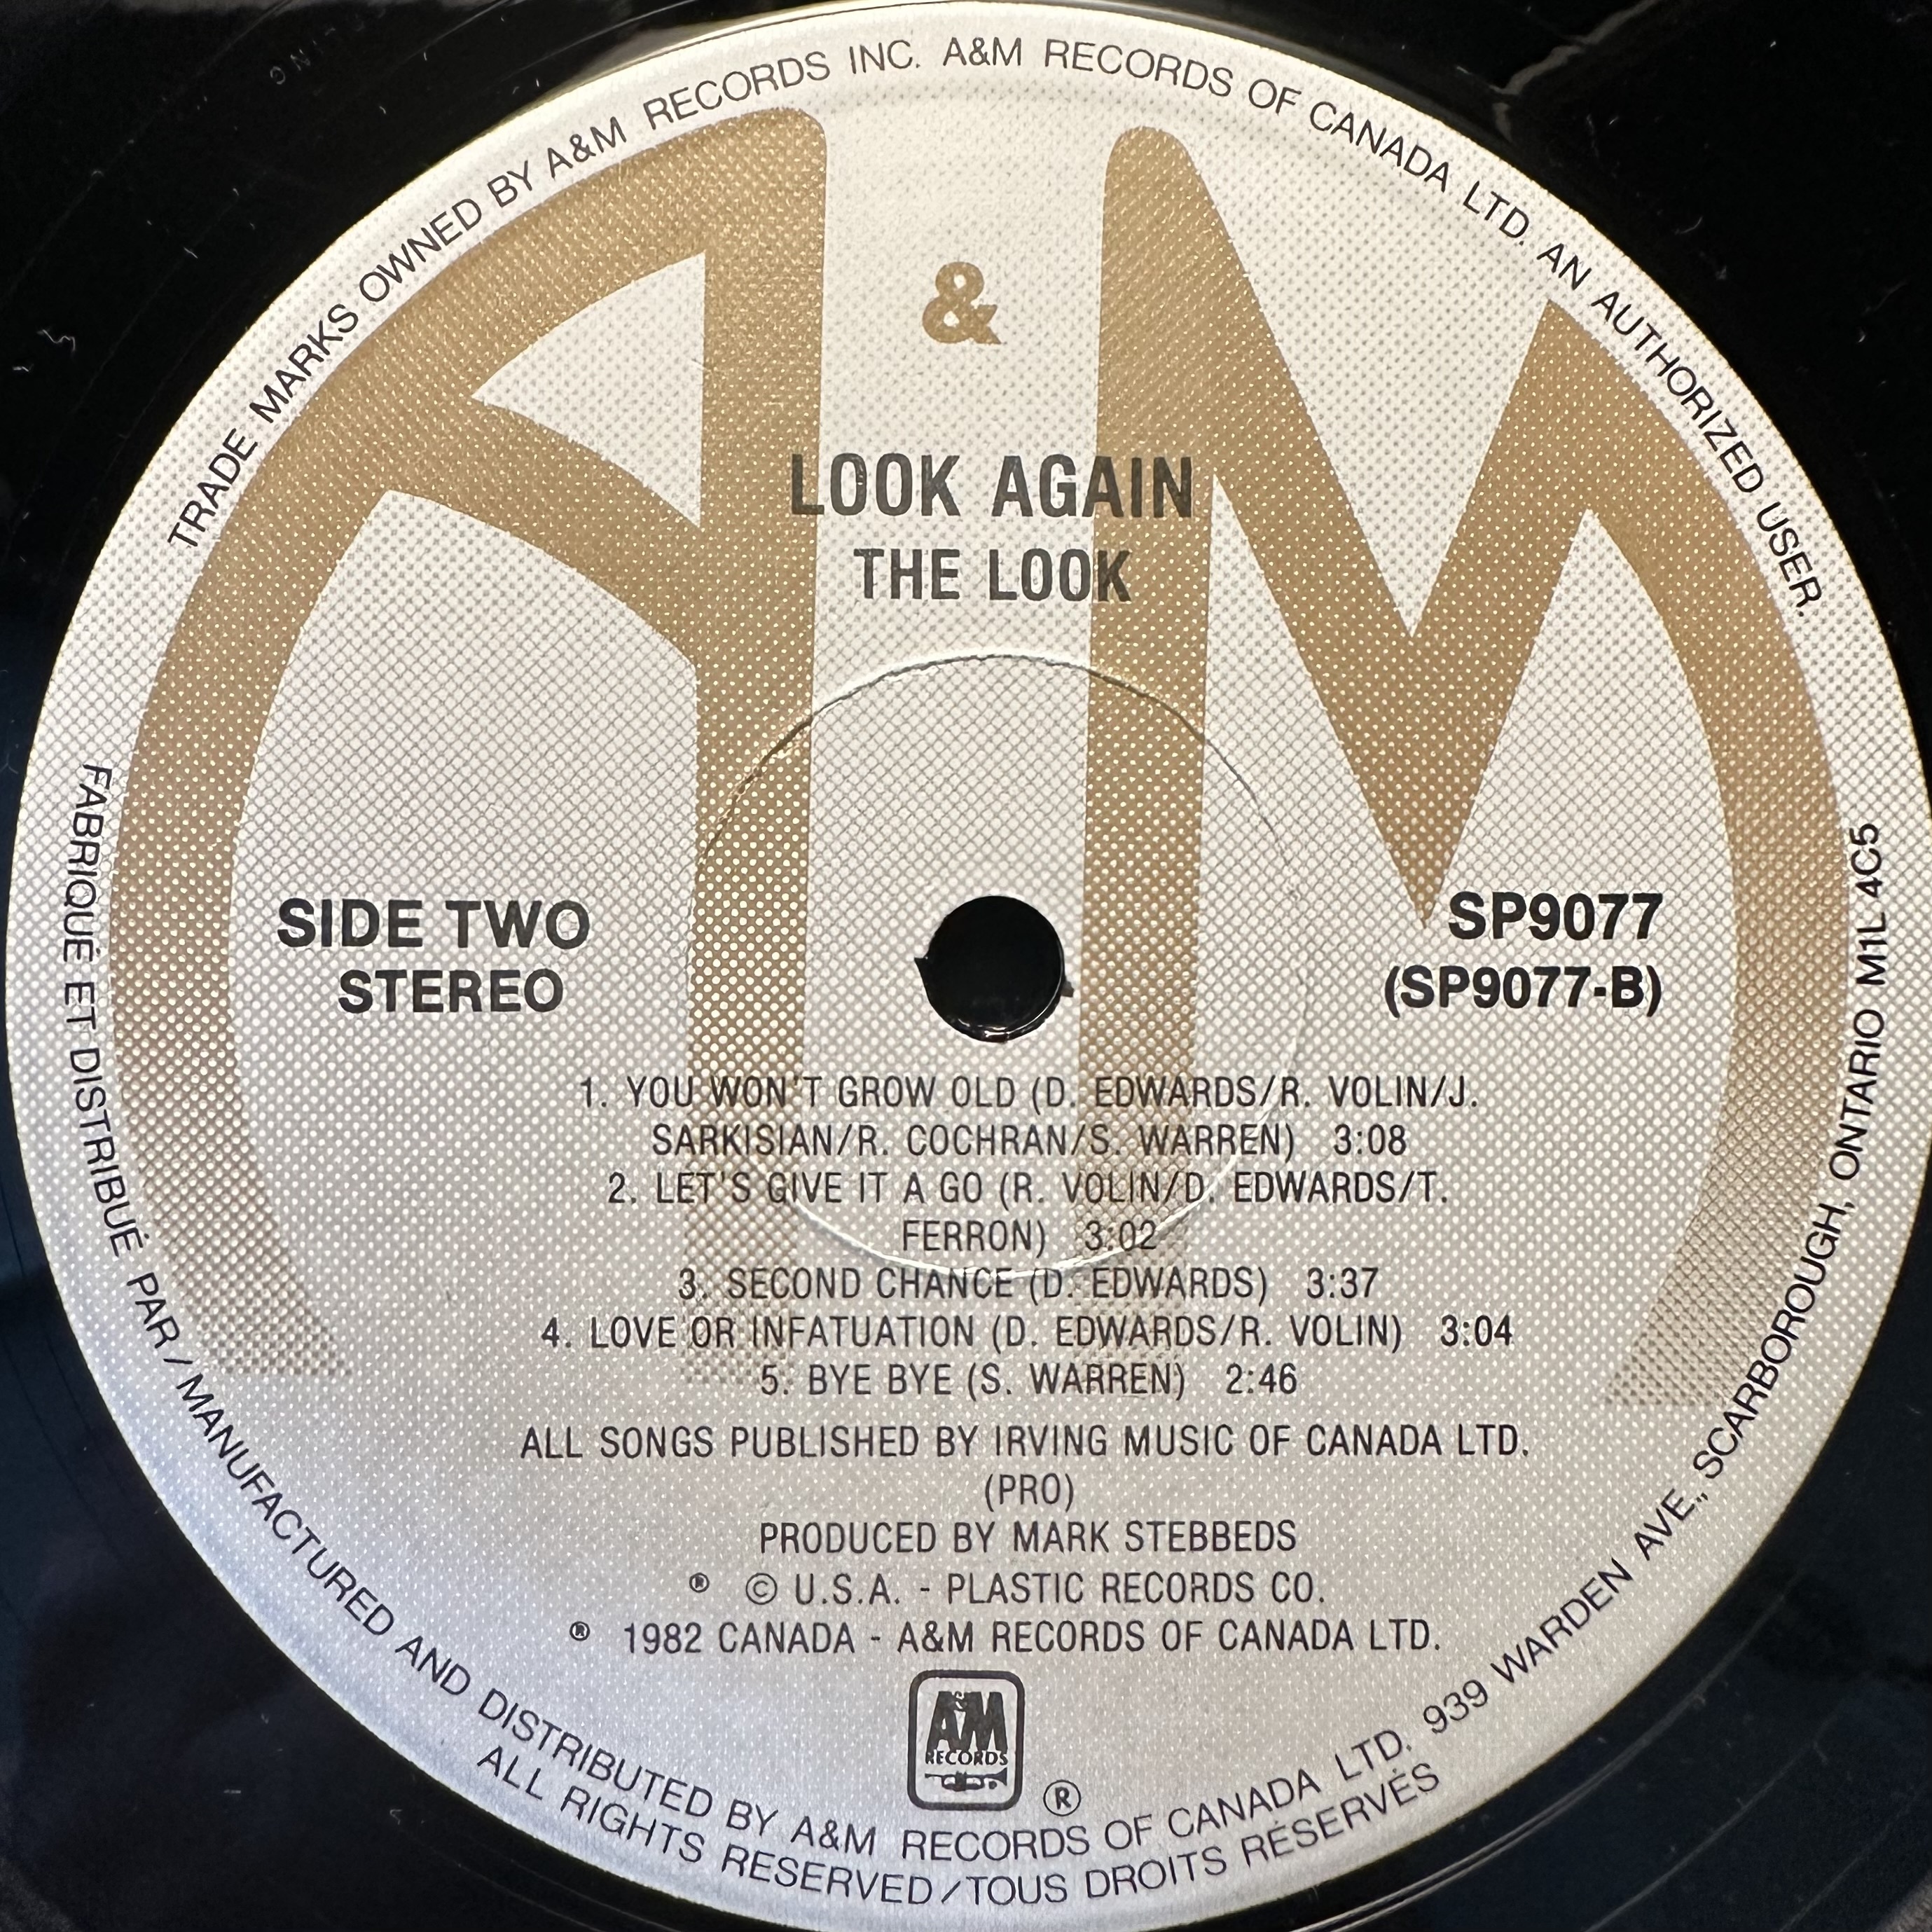 TRADE MARKS OWNED BY A&M RECORDS INC. A&M RECORDS OF CANADA LTD. AN AUTHORIZED USER.
A & M
LOOK AGAIN
THE LOOK
SIDE TWO
STEREO
SP9077
(SP9077-B)
1. YOU WON'T GROW OLD (D. EDWARDS/R. VOLIN/J.
SARKISIAN/R. COCHRAN/S. WARREN) 3:08
2. LET'S GIVE IT A GO (R. VOLIN/D. EDWARDS/T.
FERRON) 3:02
3. SECOND CHANCE (D. EDWARDS) 3:37
4. LOVE OR INFATUATION (D. EDWARDS/R. VOLIN) 3:04
5. BYE BYE (S. WARREN) 2:46
ALL SONGS PUBLISHED BY IRVING MUSIC OF CANADA LTD.
(PRO)
PRODUCED BY MARK STEBBEDS
® © U.S.A. - PLASTIC RECORDS CO.
® 1982 CANADA - A&M RECORDS OF CANADA LTD.
A&M
RECORDS
®
FABRIQUÉ ET DISTRIBUÉ PAR / MANUFACTURED AND DISTRIBUTED BY A&M RECORDS OF CANADA LTD. 939 WARDEN AVE., SCARBOROUGH, ONTARIO M1L 4C5
ALL RIGHTS RESERVED/TOUS DROITS RÉSERVÉS